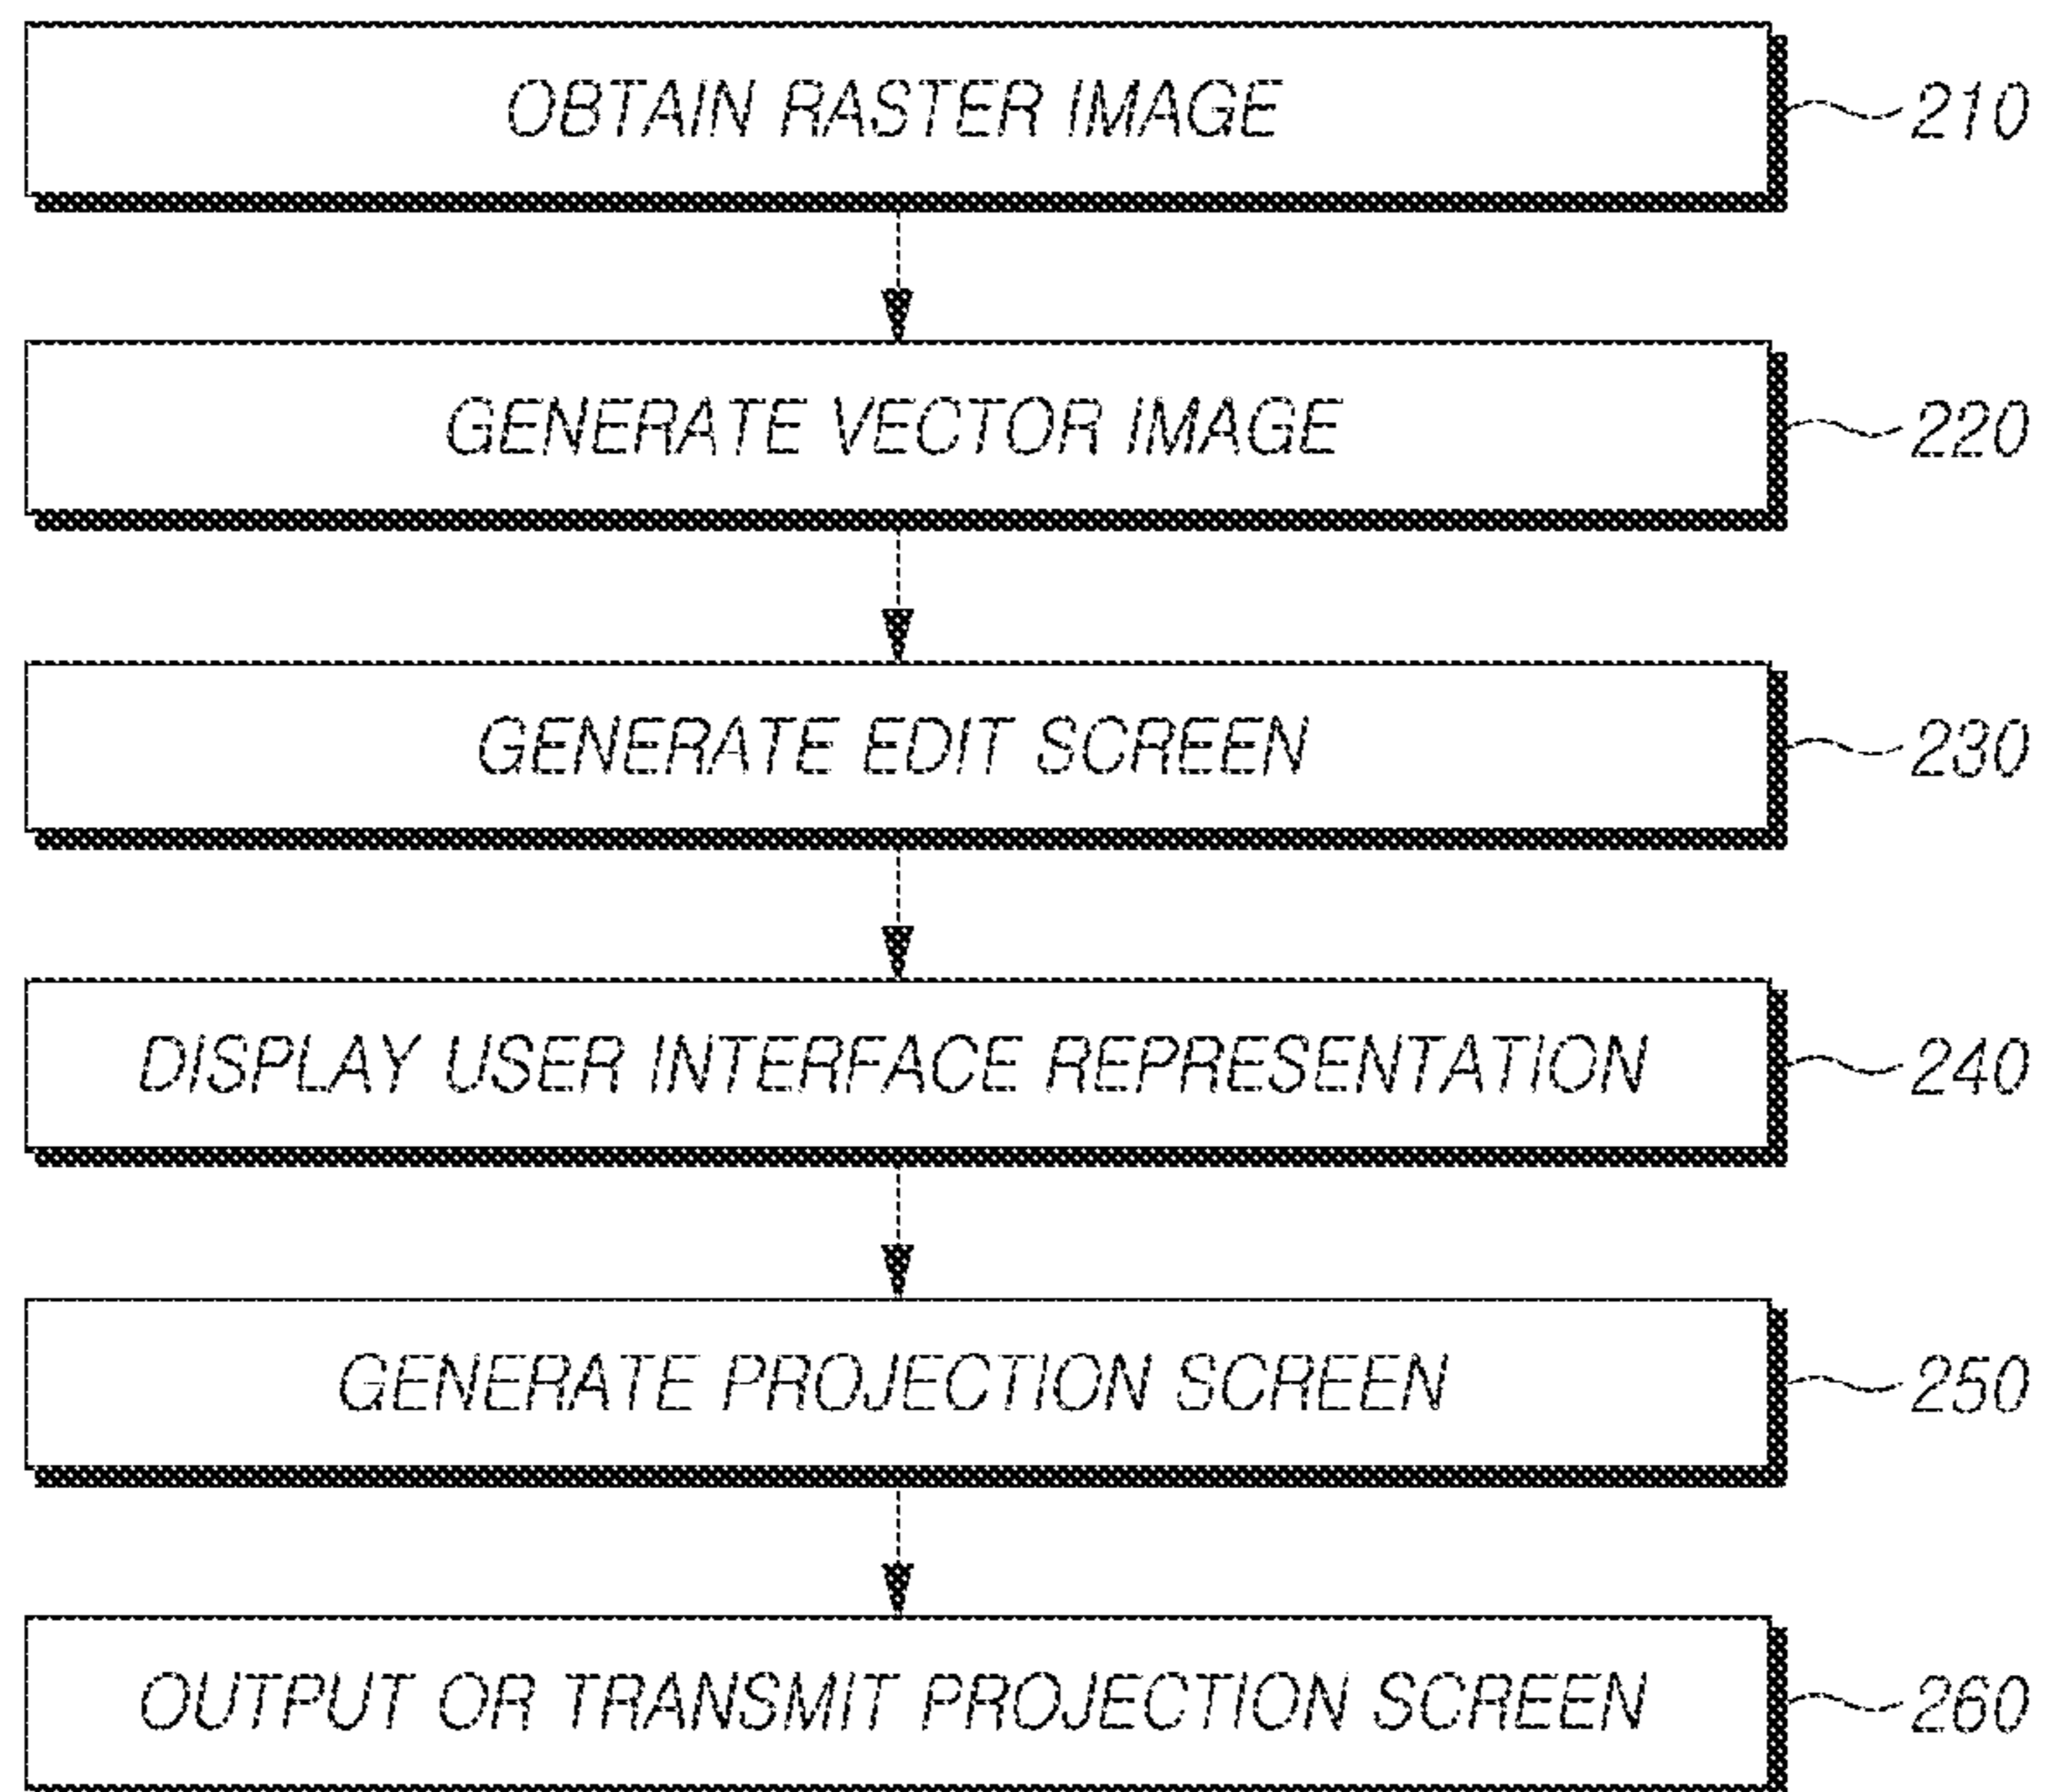 OBTAIN RASTER IMAGE 210
GENERATE VECTOR IMAGE 220
GENERATE EDIT SCREEN 230
DISPLAY USER INTERFACE REPRESENTATION 240
GENERATE PROJECTION SCREEN 250
OUTPUT OR TRANSMIT PROJECTION SCREEN 260